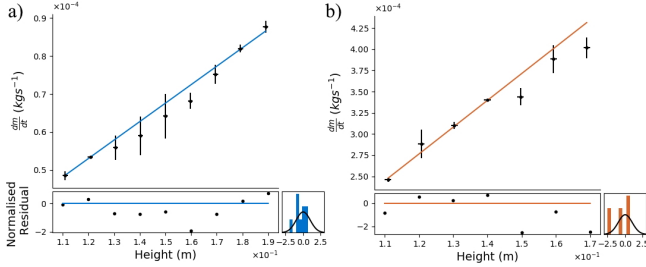 a)
×10⁻⁴
0.9
0.8
0.7
0.6
0.5
dm/dt (kgs⁻¹)
Normalised
Residual
0
−2
1.1 1.2 1.3 1.4 1.5 1.6 1.7 1.8 1.9
Height (m)
×10⁻¹
−2.5 0.0 2.5
b)
×10⁻⁴
4.25
4.00
3.75
3.50
3.25
3.00
2.75
2.50
dm/dt (kgs⁻¹)
0
−2
1.1 1.2 1.3 1.4 1.5 1.6 1.7
Height (m)
×10⁻¹
−2.5 0.0 2.5